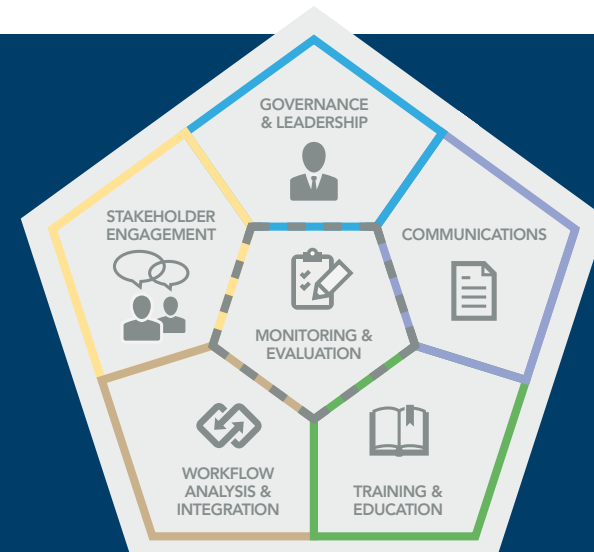 GOVERNANCE
& LEADERSHIP
STAKEHOLDER
ENGAGEMENT
COMMUNICATIONS
MONITORING &
EVALUATION
WORKFLOW
ANALYSIS &
INTEGRATION
TRAINING &
EDUCATION